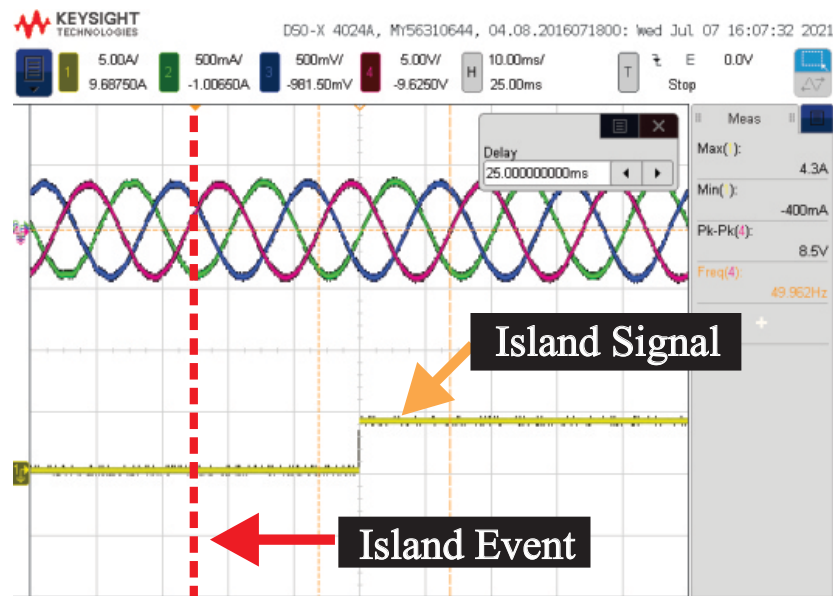 KEYSIGHT
TECHNOLOGIES
DSO-X 4024A, MY56310644, 04.08.2016071800: Wed Jul 07 16:07:32 2021
1 5.00A/ 2 500mA/ 3 500mV/ 4 5.00V/ H 10.00ms/ T E 0.0V
9.68750A -1.00650A -981.50mV -9.6250V 25.00ms Stop
Meas
Delay
25.000000000ms
Max( ):
4.3A
Min( ):
-400mA
Pk-Pk(4):
8.5V
Freq(4):
49.962Hz
Island Signal
Island Event